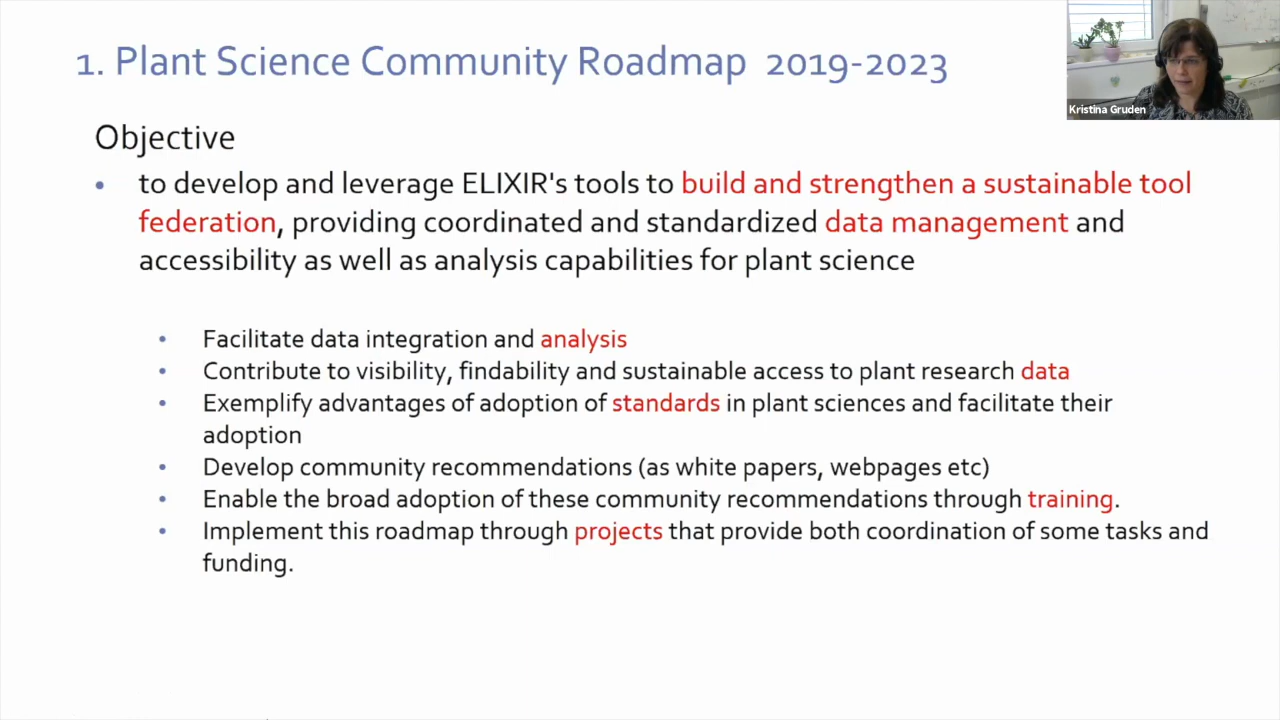 1. Plant Science Community Roadmap 2019-2023
Kristina Gruden
Objective
• to develop and leverage ELIXIR's tools to build and strengthen a sustainable tool
federation, providing coordinated and standardized data management and
accessibility as well as analysis capabilities for plant science
• Facilitate data integration and analysis
• Contribute to visibility, findability and sustainable access to plant research data
• Exemplify advantages of adoption of standards in plant sciences and facilitate their
adoption
• Develop community recommendations (as white papers, webpages etc)
• Enable the broad adoption of these community recommendations through training.
• Implement this roadmap through projects that provide both coordination of some tasks and
funding.